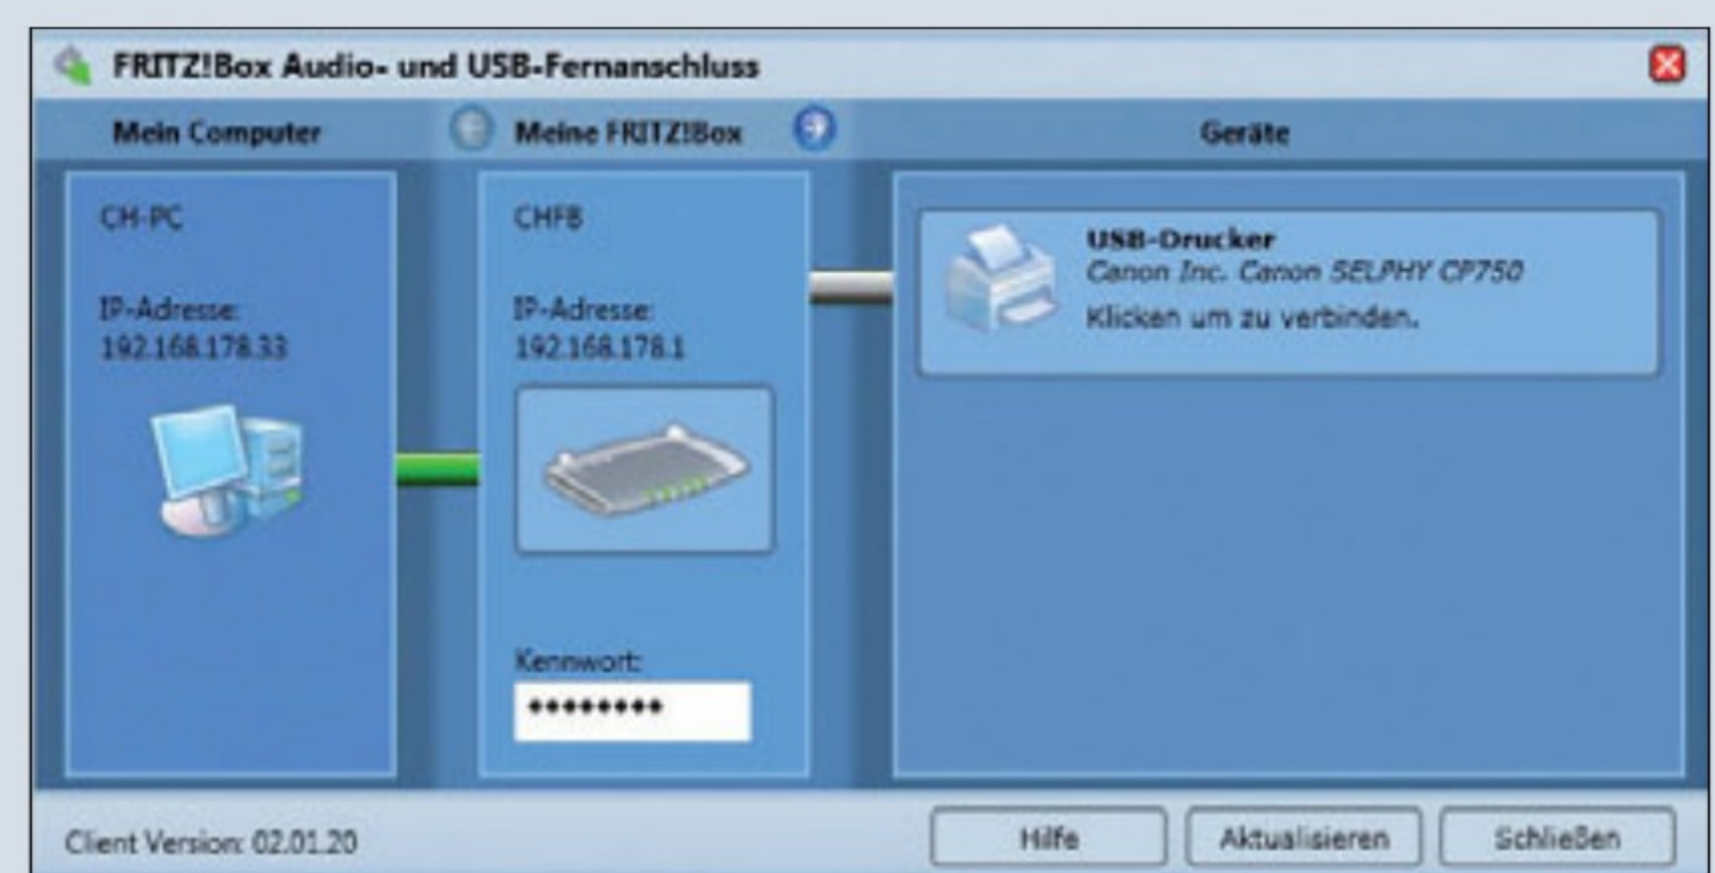 FRITZ!Box Audio- und USB-Fernanschluss
Mein Computer
Meine FRITZ!Box
Geräte
CH-PC
IP-Adresse:
192.168.178.33
CHFB
IP-Adresse:
192.168.178.1
Kennwort:
********
USB-Drucker
Canon Inc. Canon SELPHY CP750
Klicken um zu verbinden.
Client Version: 02.01.20
Hilfe
Aktualisieren
Schließen